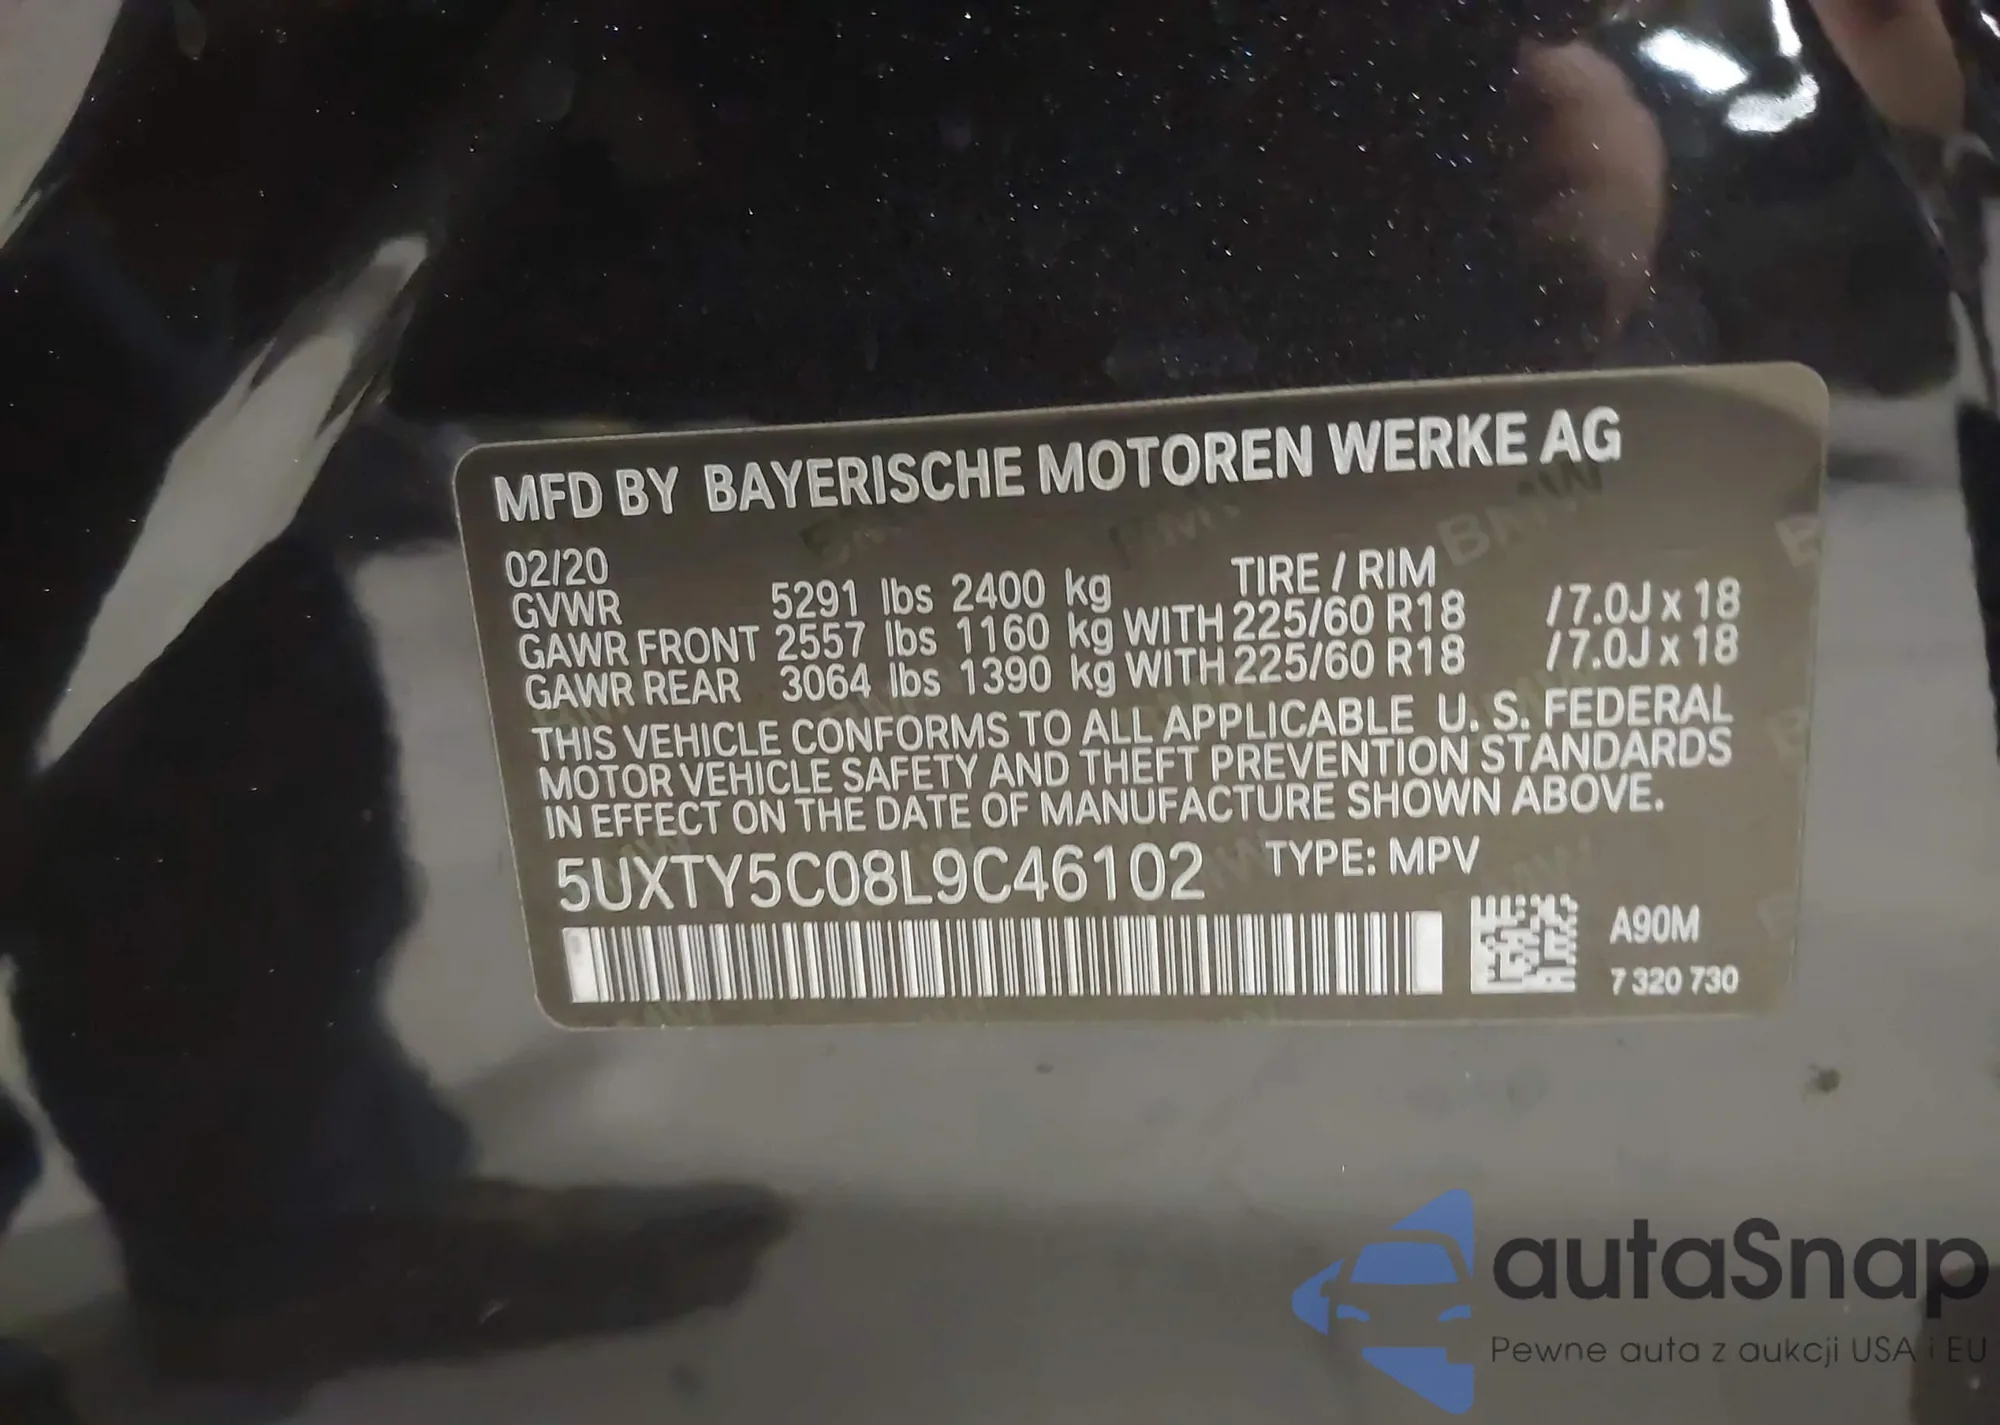 MFD BY BAYERISCHE MOTOREN WERKE AG
02/20 TIRE / RIM
GVWR 5291 lbs 2400 kg
GAWR FRONT 2557 lbs 1160 kg WITH 225/60 R18 / 7.0J x 18
GAWR REAR 3064 lbs 1390 kg WITH 225/60 R18 / 7.0J x 18
THIS VEHICLE CONFORMS TO ALL APPLICABLE U. S. FEDERAL
MOTOR VEHICLE SAFETY AND THEFT PREVENTION STANDARDS
IN EFFECT ON THE DATE OF MANUFACTURE SHOWN ABOVE.
5UXTY5C08L9C46102 TYPE: MPV
A90M
7 320 730
autaSnap
Pewne auta z aukcji USA i EU